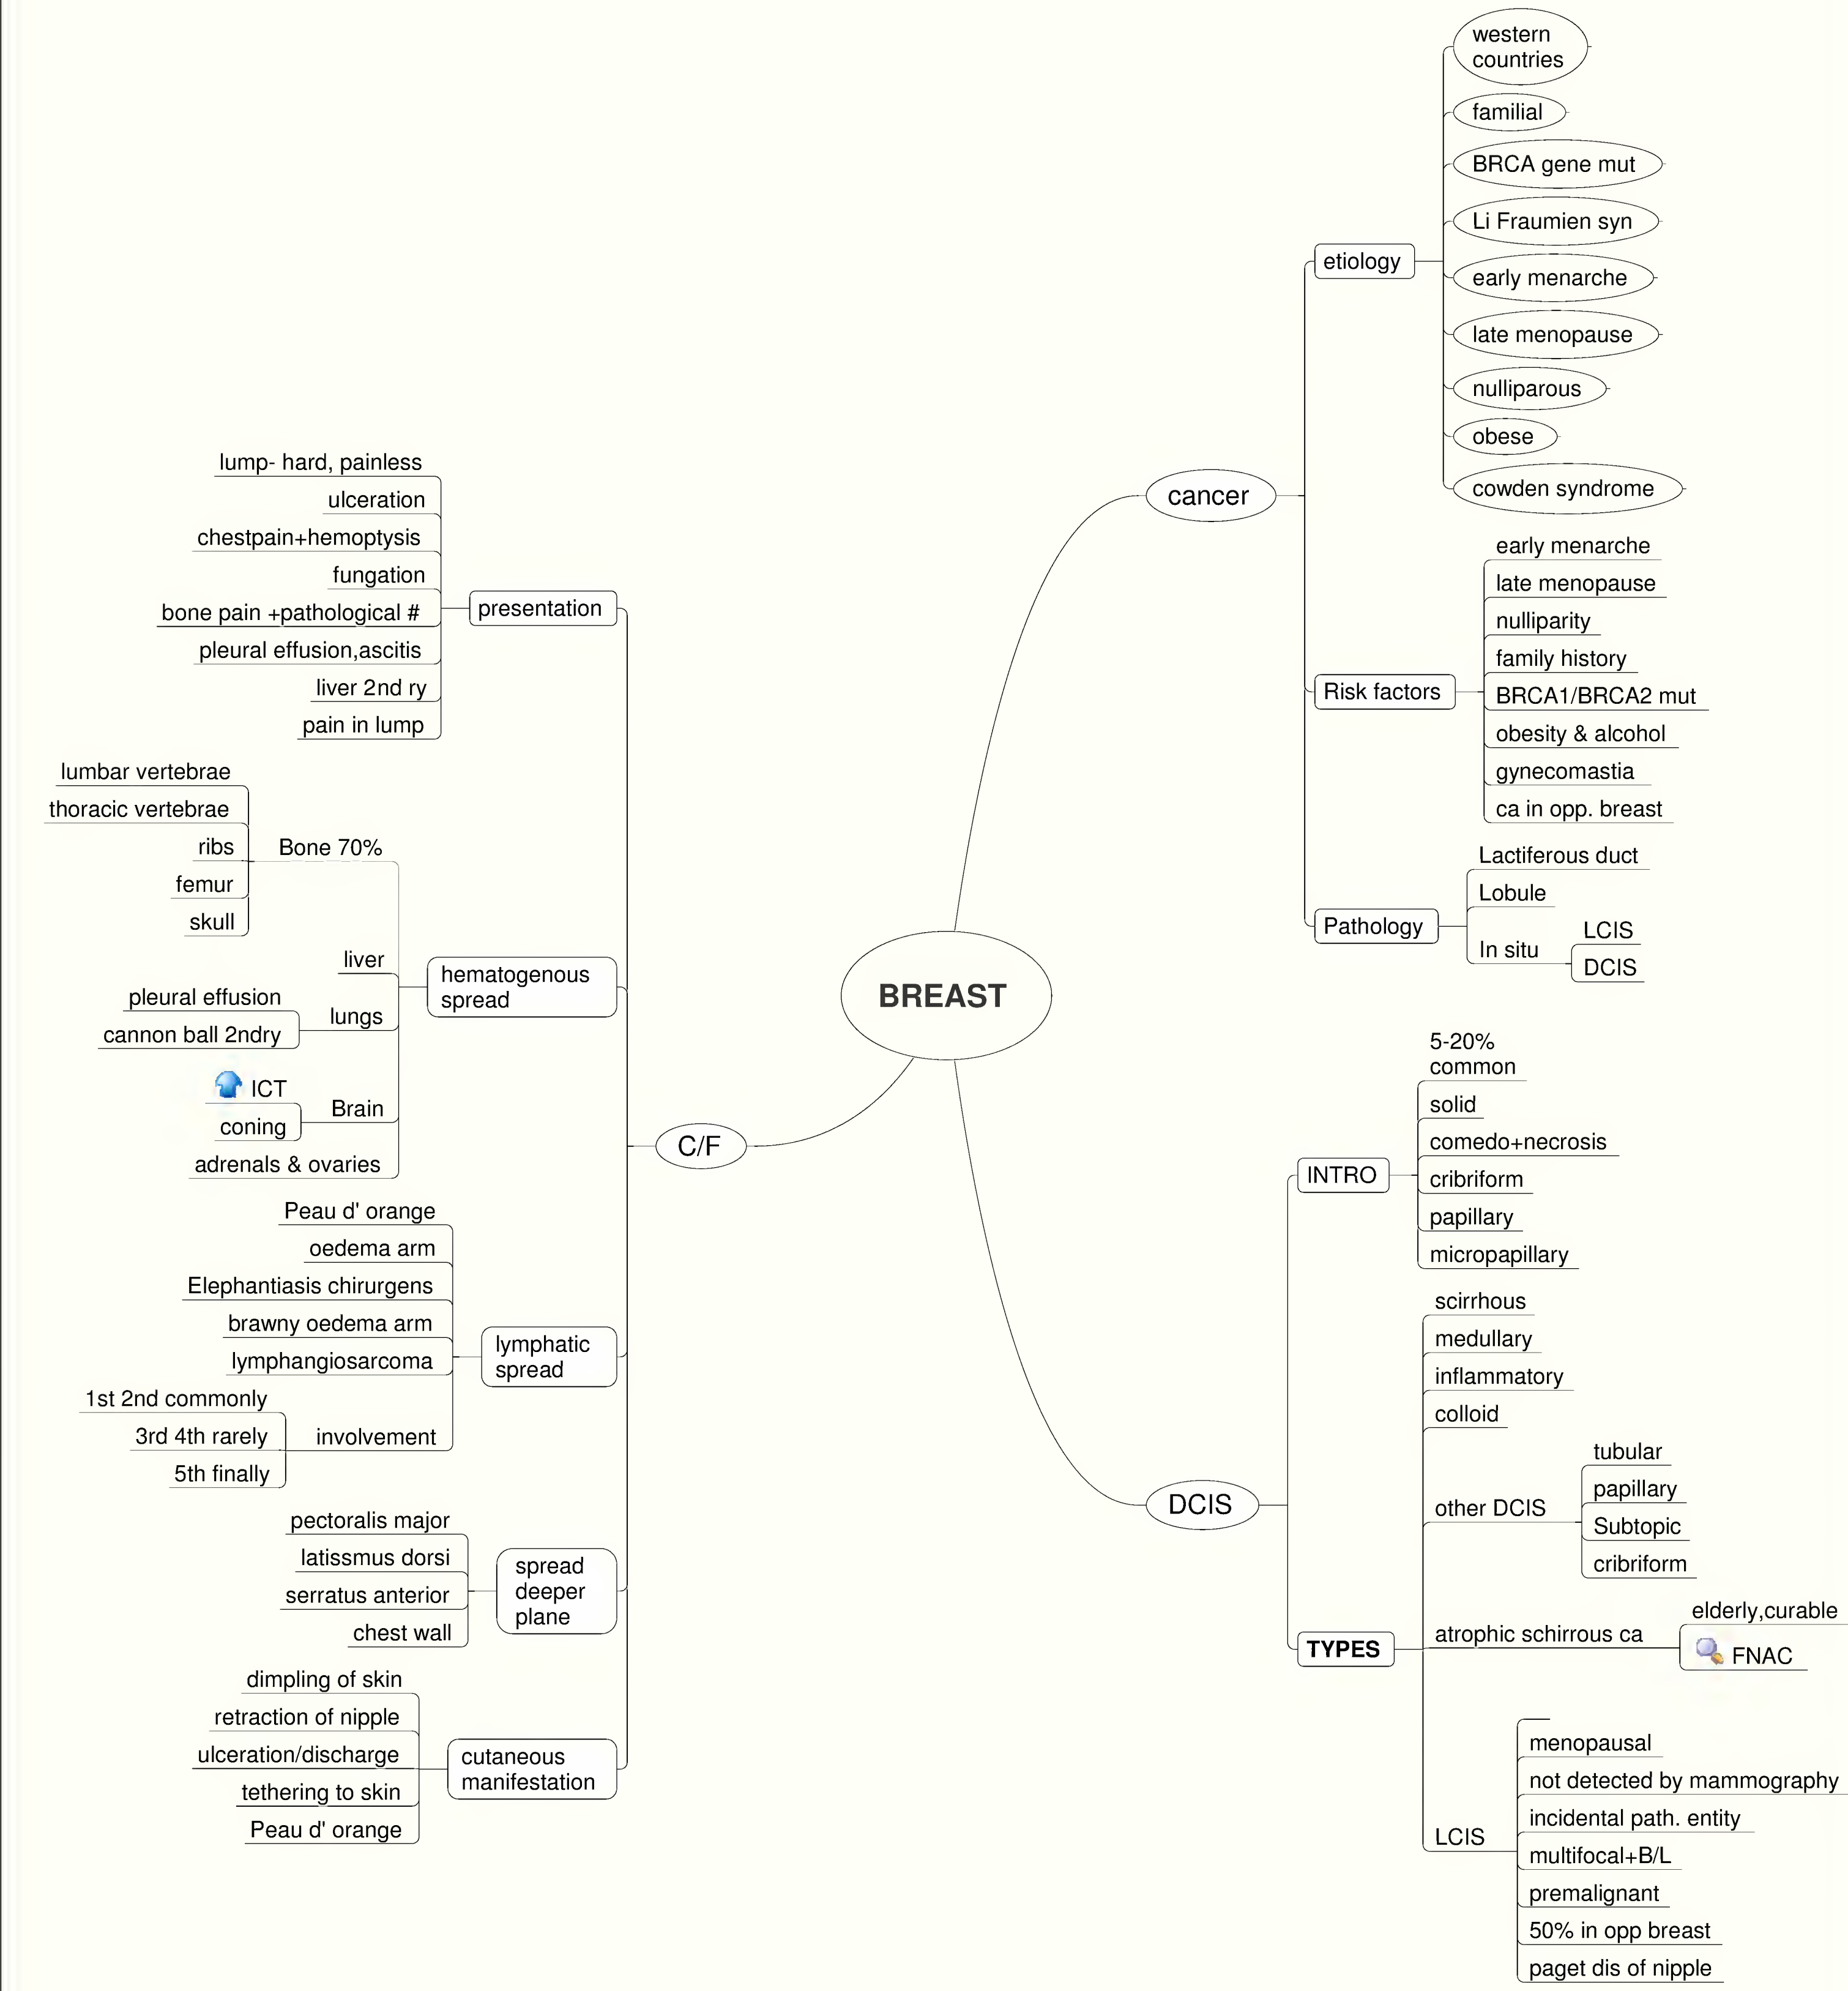 BREAST
cancer
etiology
western
countries
familial
BRCA gene mut
Li Fraumien syn
early menarche
late menopause
nulliparous
obese
cowden syndrome
Risk factors
early menarche
late menopause
nulliparity
family history
BRCA1/BRCA2 mut
obesity & alcohol
gynecomastia
ca in opp. breast
Pathology
Lactiferous duct
Lobule
In situ
LCIS
DCIS
DCIS
INTRO
5-20%
common
solid
comedo+necrosis
cribriform
papillary
micropapillary
TYPES
scirrhous
medullary
inflammatory
colloid
other DCIS
tubular
papillary
Subtopic
cribriform
atrophic schirrous ca
elderly,curable
FNAC
LCIS
menopausal
not detected by mammography
incidental path. entity
multifocal+B/L
premalignant
50% in opp breast
paget dis of nipple
C/F
presentation
lump- hard, painless
ulceration
chestpain+hemoptysis
fungation
bone pain +pathological #
pleural effusion,ascitis
liver 2nd ry
pain in lump
hematogenous
spread
Bone 70%
lumbar vertebrae
thoracic vertebrae
ribs
femur
skull
liver
lungs
pleural effusion
cannon ball 2ndry
Brain
ICT
coning
adrenals & ovaries
lymphatic
spread
Peau d' orange
oedema arm
Elephantiasis chirurgens
brawny oedema arm
lymphangiosarcoma
involvement
1st 2nd commonly
3rd 4th rarely
5th finally
spread
deeper
plane
pectoralis major
latissmus dorsi
serratus anterior
chest wall
cutaneous
manifestation
dimpling of skin
retraction of nipple
ulceration/discharge
tethering to skin
Peau d' orange